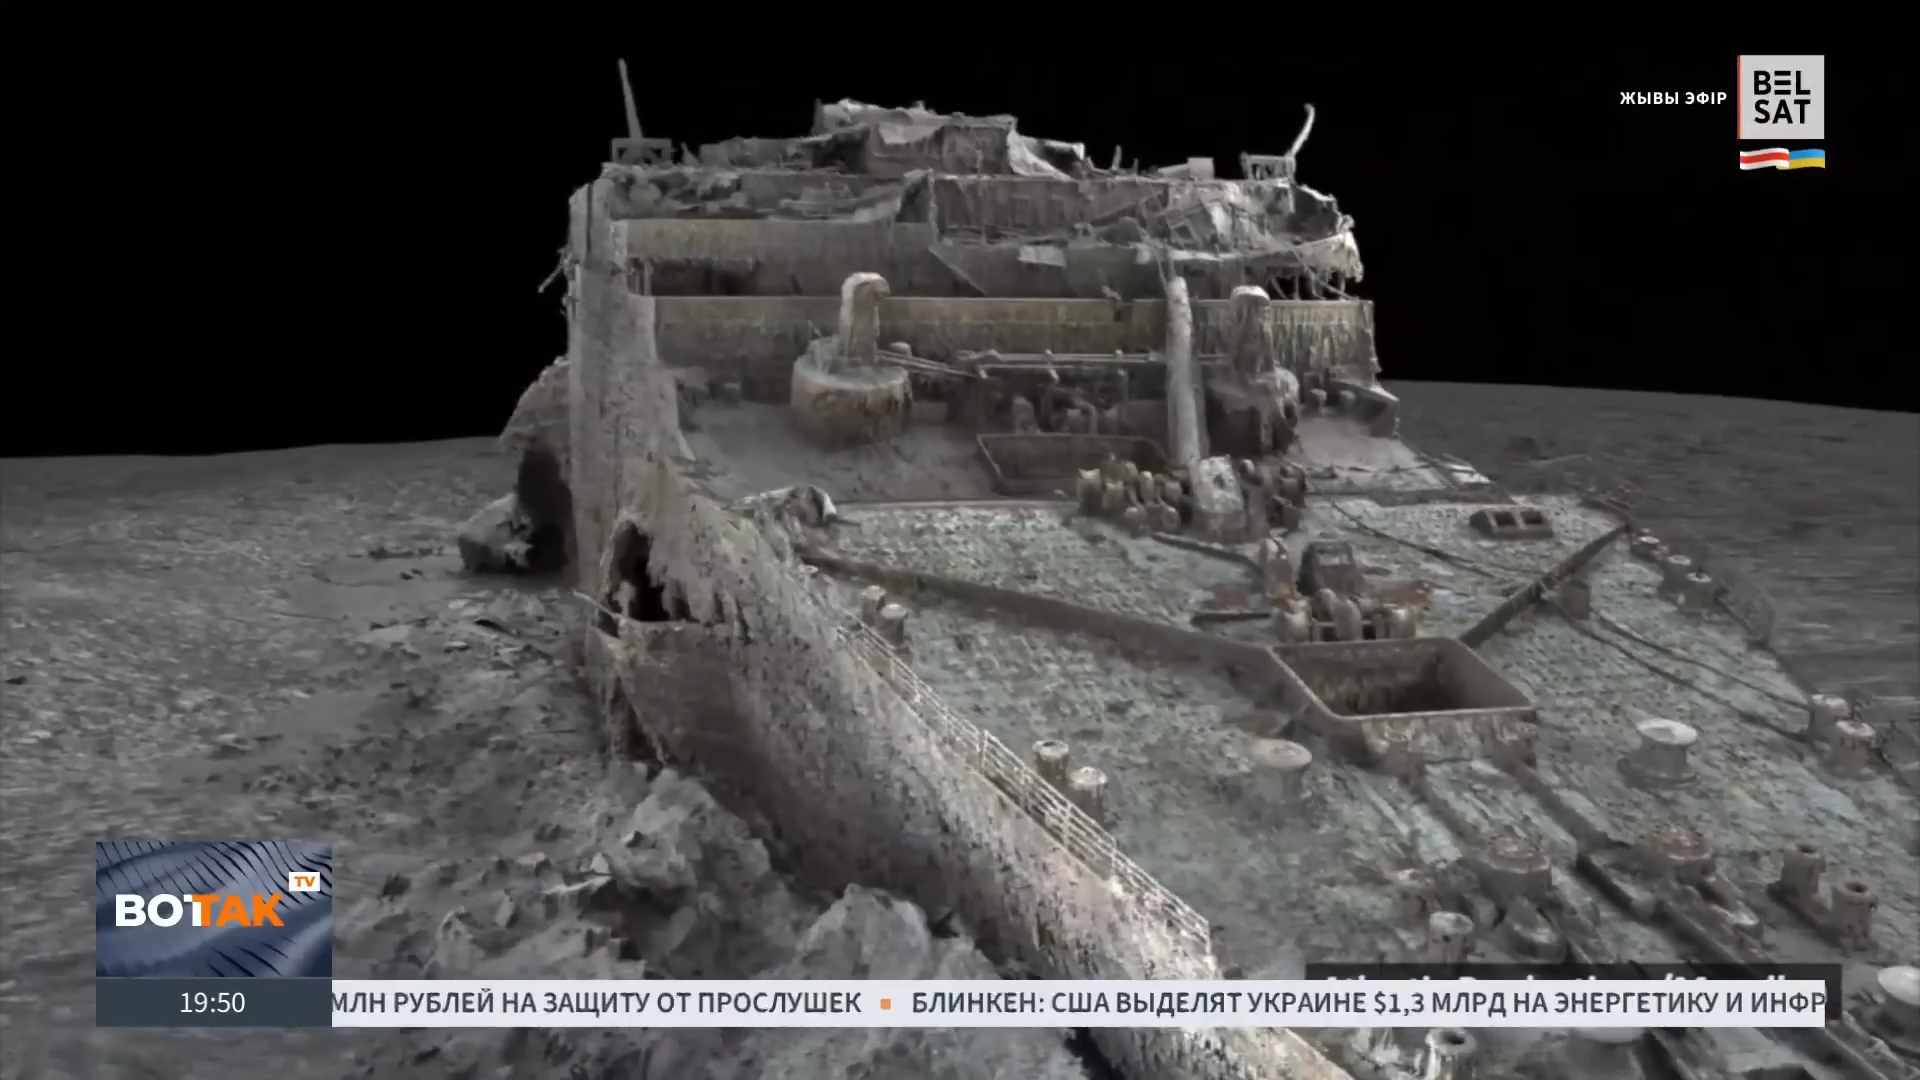 ЖЫВЫ ЭФІР
BEL
SAT
ВОТТАК
TV
19:50
МЛН РУБЛЕЙ НА ЗАЩИТУ ОТ ПРОСЛУШЕК
БЛИНКЕН: США ВЫДЕЛЯТ УКРАИНЕ $1,3 МЛРД НА ЭНЕРГЕТИКУ И ИНФР